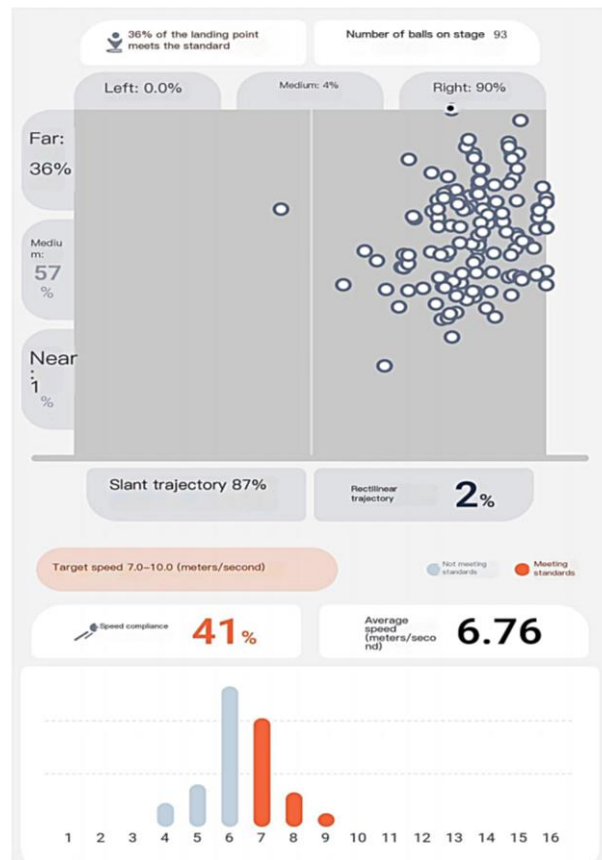 36% of the landing point
meets the standard
Number of balls on stage 93
Left: 0.0%
Medium: 4%
Right: 90%
Far:
36%
Mediu
m:
57
%
Near
:
1
%
Slant trajectory 87%
Rectilinear
trajectory
2%
Target speed 7.0–10.0 (meters/second)
Not meeting
standards
Meeting
standards
Speed compliance
41%
Average
speed
(meters/seco
nd)
6.76
1 2 3 4 5 6 7 8 9 10 11 12 13 14 15 16